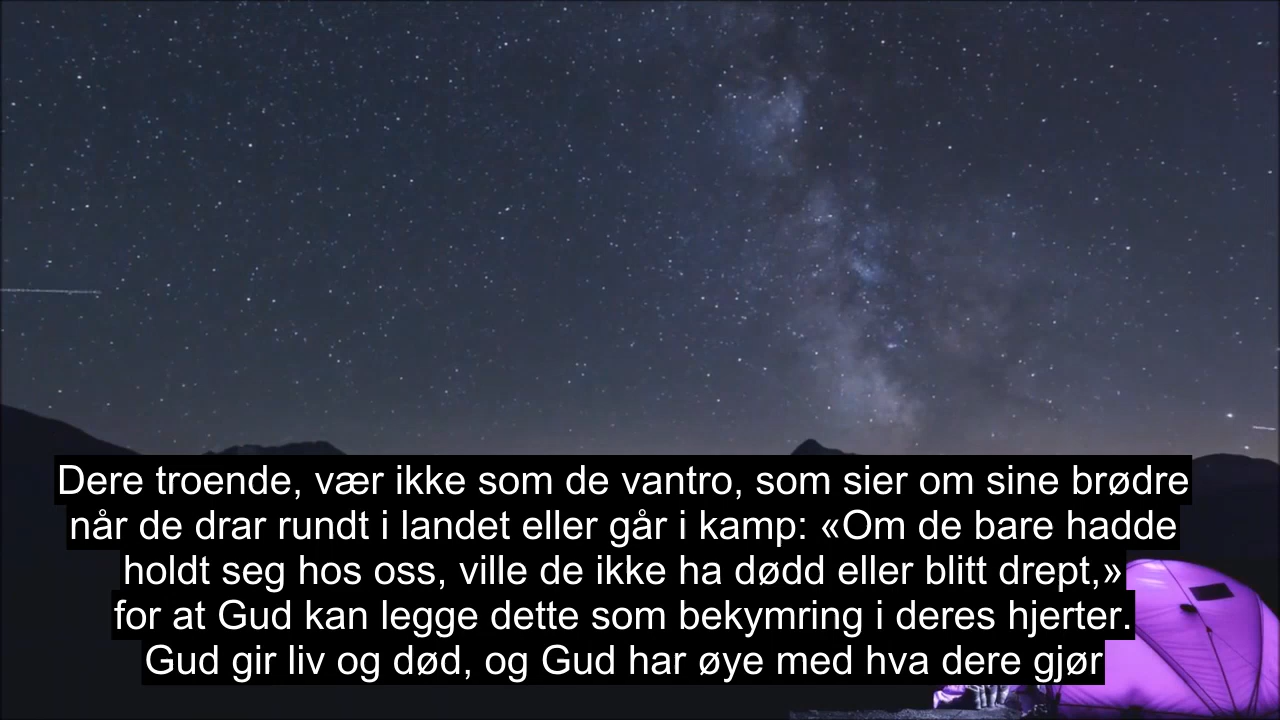 Dere troende, vær ikke som de vantro, som sier om sine brødre
når de drar rundt i landet eller går i kamp: «Om de bare hadde
holdt seg hos oss, ville de ikke ha dødd eller blitt drept,»
for at Gud kan legge dette som bekymring i deres hjerter.
Gud gir liv og død, og Gud har øye med hva dere gjør